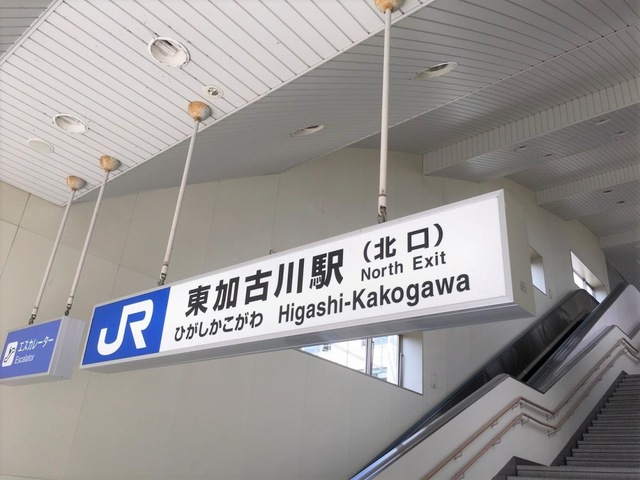 JR 東加古川駅(北口)
North Exit
ひがしかこがわ Higashi-Kakogawa
エスカレーター
Escalator